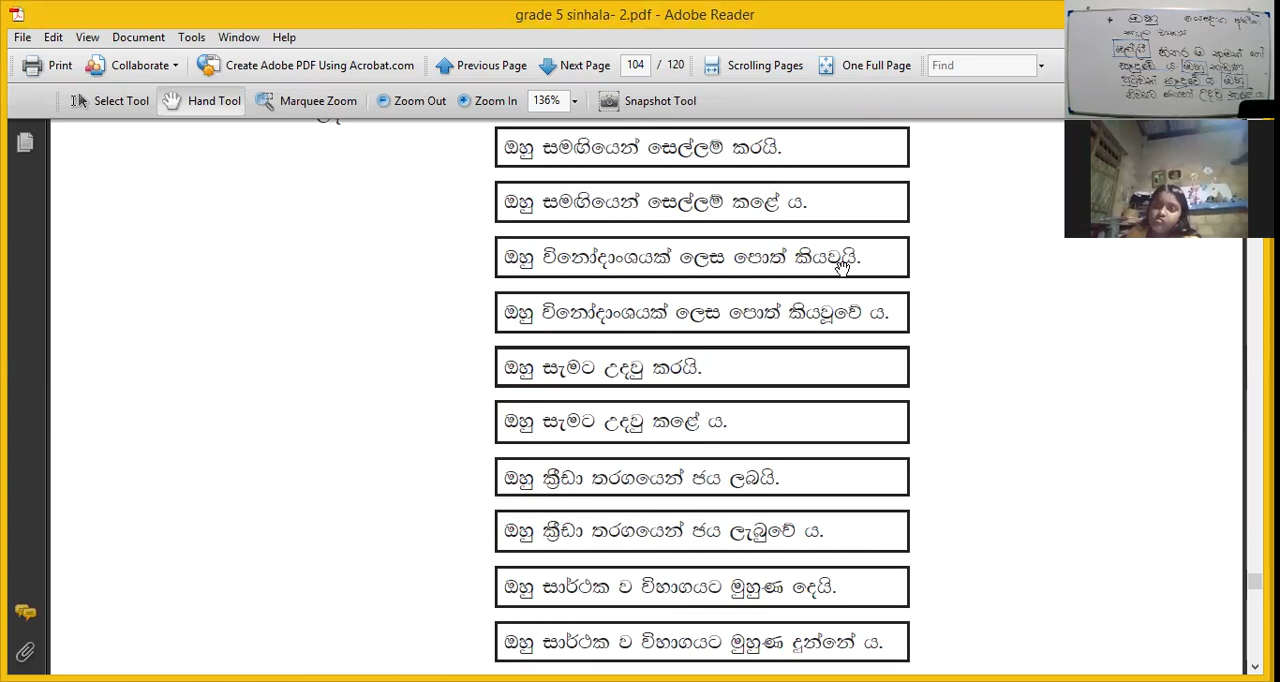 grade 5 sinhala- 2.pdf - Adobe Reader
File Edit View Document Tools Window Help
Print Collaborate Create Adobe PDF Using Acrobat.com Previous Page Next Page 104 / 120 Scrolling Pages One Full Page Find
Select Tool Hand Tool Marquee Zoom Zoom Out Zoom In 136% Snapshot Tool
ඔහු සමඟියෙන් සෙල්ලම් කරයි.
ඔහු සමඟියෙන් සෙල්ලම් කළේ ය.
ඔහු විනෝදාංශයක් ලෙස පොත් කියවයි.
ඔහු විනෝදාංශයක් ලෙස පොත් කියවූවේ ය.
ඔහු සැමට උදවු කරයි.
ඔහු සැමට උදවු කළේ ය.
ඔහු ක්‍රීඩා තරගයෙන් ජය ලබයි.
ඔහු ක්‍රීඩා තරගයෙන් ජය ලැබුවේ ය.
ඔහු සාර්ථක ව විභාගයට මුහුණ දෙයි.
ඔහු සාර්ථක ව විභාගයට මුහුණ දුන්නේ ය.